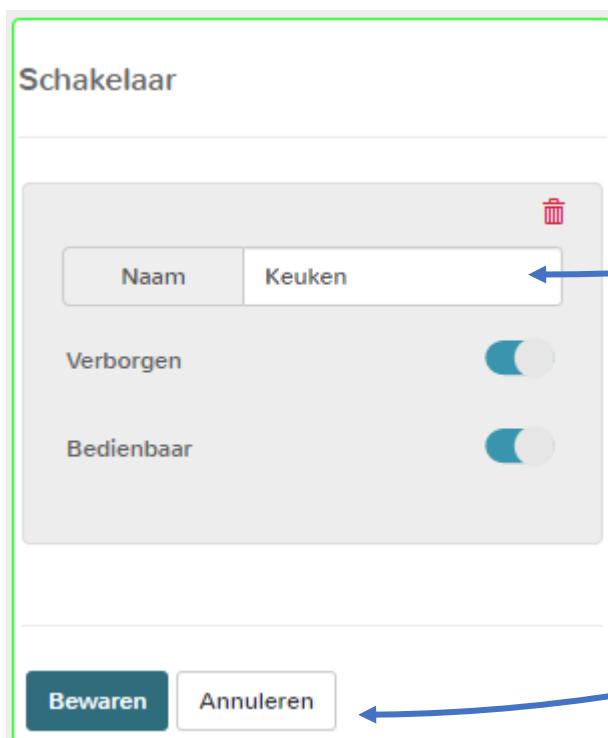 Schakelaar
Naam Keuken
Verborgen
Bedienbaar
Bewaren Annuleren